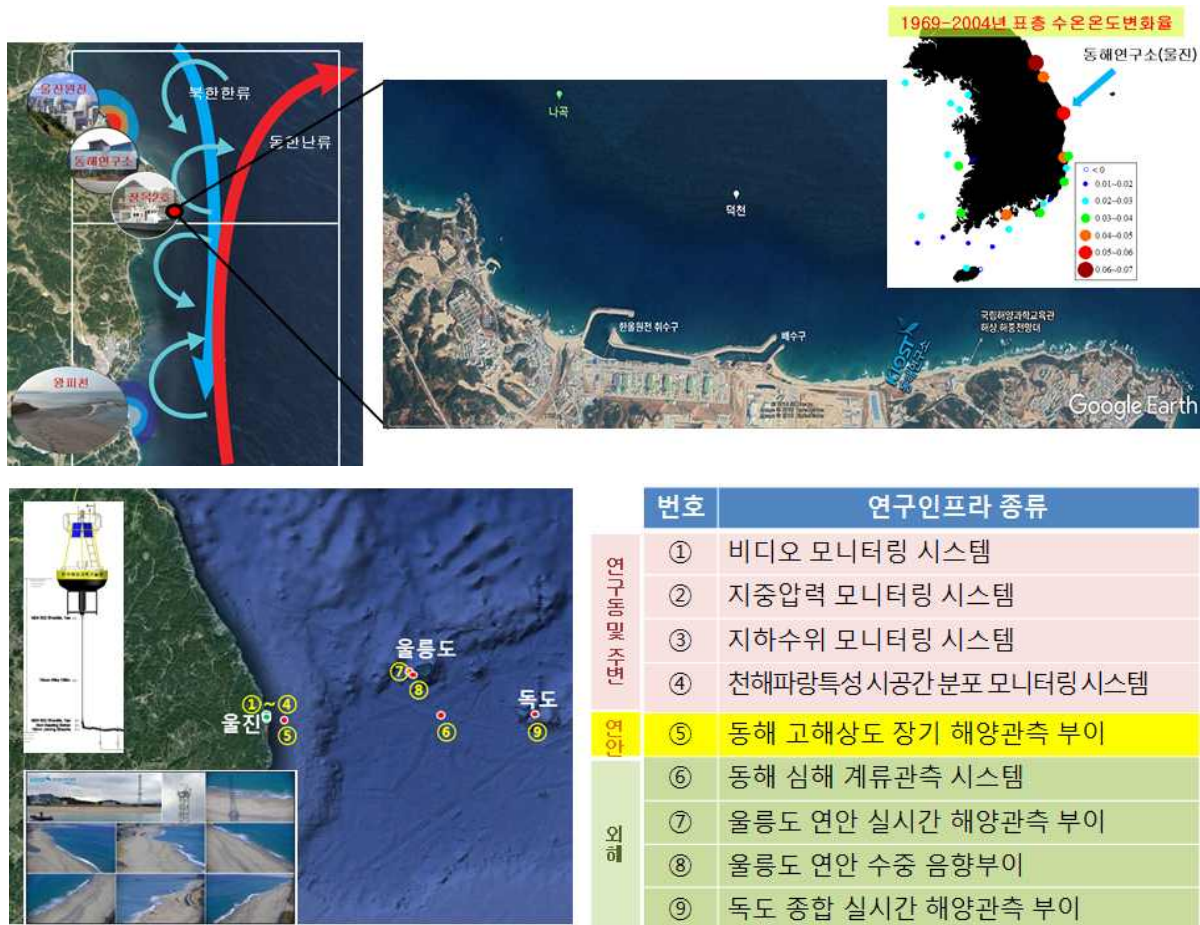 1969-2004년 표층 수온온도변화율
동해연구소(울진)
< 0
0.01~0.02
0.02~0.03
0.03~0.04
0.04~0.05
0.05~0.06
0.06~0.07
울진원전
동해연구소
장목2호
왕피천
북한한류
동한난류
나곡
덕천
한울원전 취수구
배수구
KIOST
동해연구소
국립해양과학교육관
해상,해중전망대
Google Earth
울릉도
⑦
⑧
독도
①~④
울진
⑤
⑥
⑨
번호 연구인프라 종류
연구동 및 주변
① 비디오 모니터링 시스템
② 지중압력 모니터링 시스템
③ 지하수위 모니터링 시스템
④ 천해파랑특성 시공간 분포 모니터링 시스템
연안
⑤ 동해 고해상도 장기 해양관측 부이
외해
⑥ 동해 심해 계류관측 시스템
⑦ 울릉도 연안 실시간 해양관측 부이
⑧ 울릉도 연안 수중 음향부이
⑨ 독도 종합 실시간 해양관측 부이